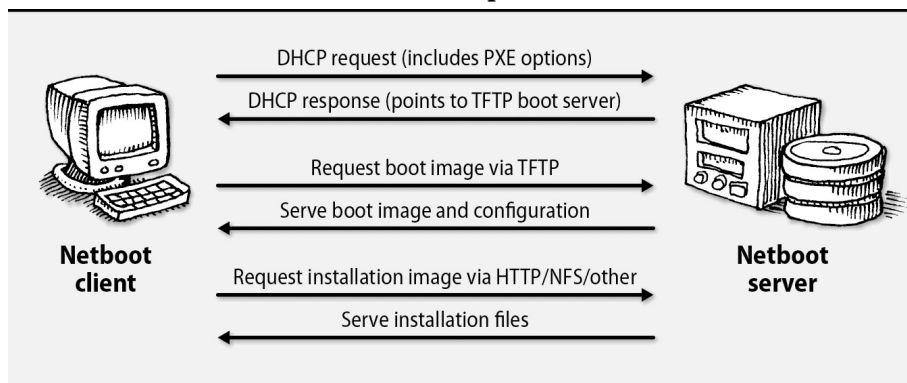 DHCP request (includes PXE options)
DHCP response (points to TFTP boot server)
Request boot image via TFTP
Serve boot image and configuration
Netboot
client
Netboot
server
Request installation image via HTTP/NFS/other
Serve installation files